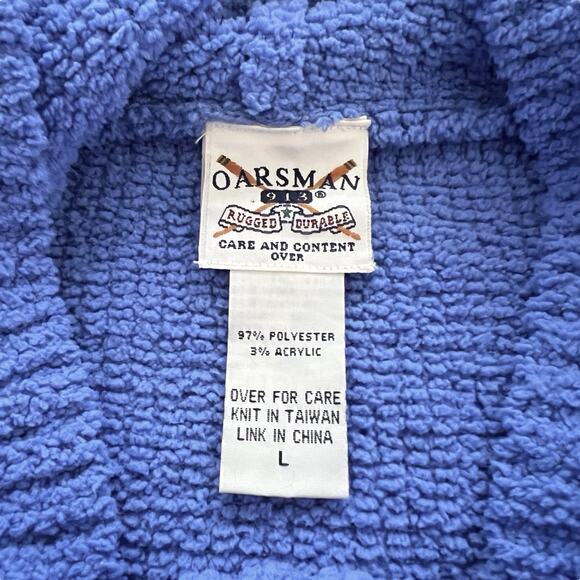 OARSMAN
913®
RUGGED DURABLE
CARE AND CONTENT
OVER
97% POLYESTER
3% ACRYLIC
OVER FOR CARE
KNIT IN TAIWAN
LINK IN CHINA
L